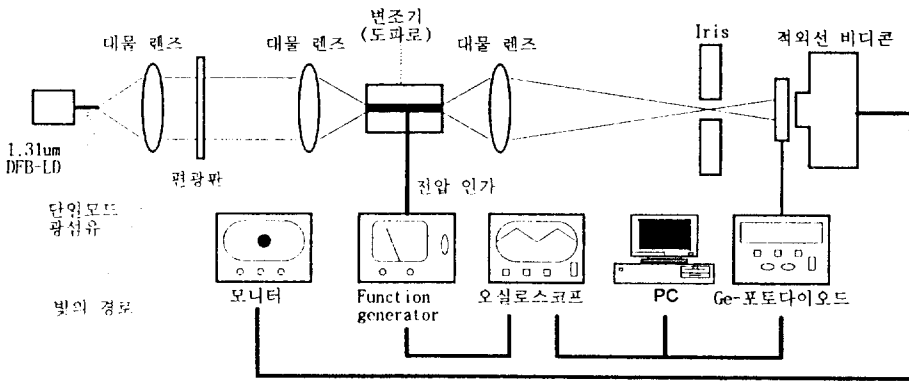 변조기
(도파로)
대물 렌즈
대물 렌즈
대물 렌즈
Iris
적외선 비디콘
1.31um
DFB-LD
편광판
전압 인가
단일모드
광섬유
빛의 경로
모니터
Function
generator
오실로스코프
PC
Ge-포토다이오드